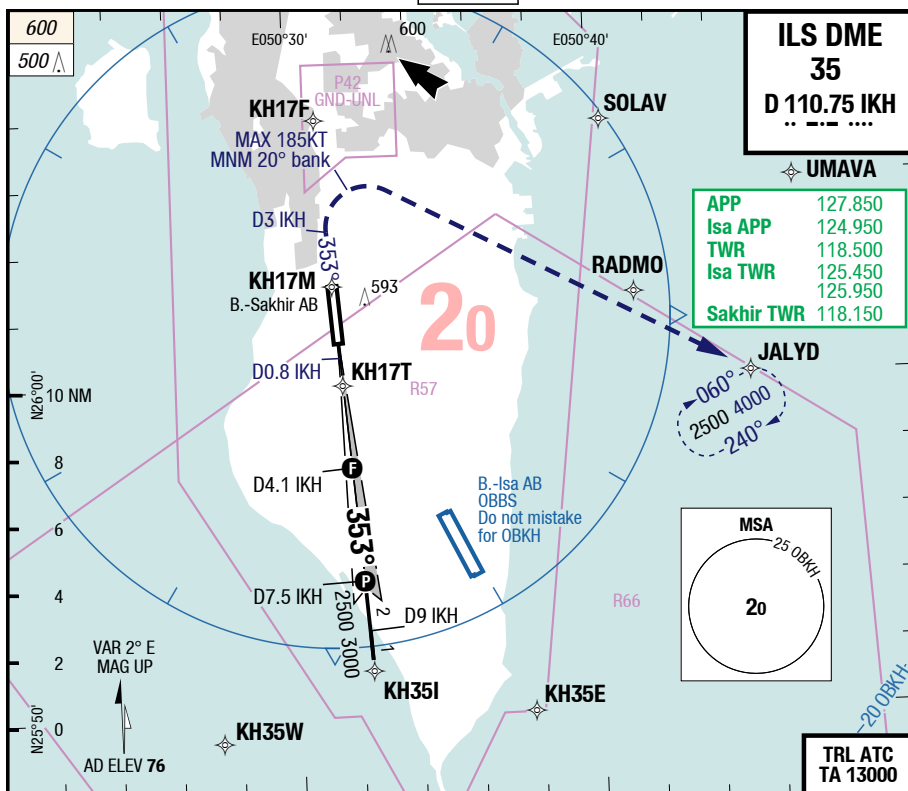 600
500
E050°30'
600
E050°40'
ILS DME
35
D 110.75 IKH
P42
GND-UNL
KH17F
SOLAV
MAX 185KT
MNM 20° bank
UMAVA
APP 127.850
Isa APP 124.950
TWR 118.500
Isa TWR 125.450
125.950
Sakhir TWR 118.150
D3 IKH
353°
RADMO
KH17M
593
B.-Sakhir AB
20
D0.8 IKH
KH17T
JALYD
R57
N26°00'
10 NM
060°
2500 4000
240°
8
F
D4.1 IKH
B.-Isa AB
OBBS
Do not mistake
for OBKH
353°
6
MSA
25 OBKH
20
P
D7.5 IKH
4
2500 3000
2
D9 IKH
R66
1
VAR 2° E
MAG UP
2
KH35I
KH35E
20 OBKH
N25°50'
0
KH35W
AD ELEV 76
TRL ATC
TA 13000